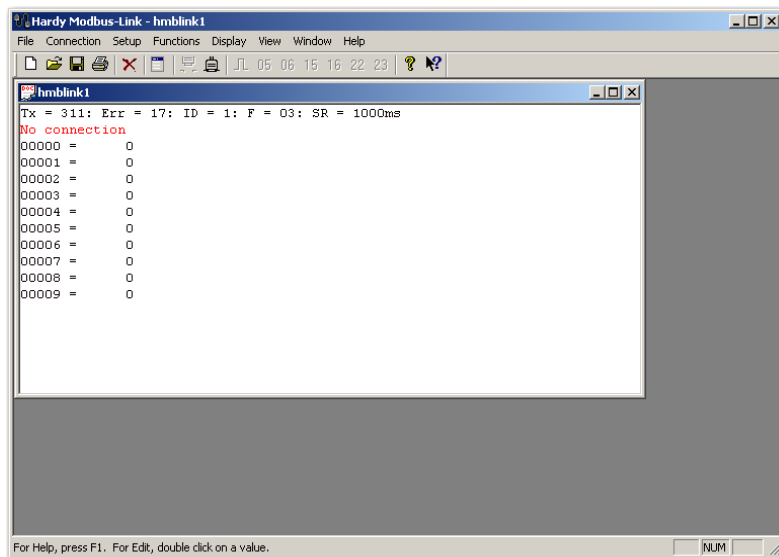 Hardy Modbus-Link - hmblink1
File Connection Setup Functions Display View Window Help
05 06 15 16 22 23
hmblink1
Tx = 311: Err = 17: ID = 1: F = 03: SR = 1000ms
No connection
00000 = 0
00001 = 0
00002 = 0
00003 = 0
00004 = 0
00005 = 0
00006 = 0
00007 = 0
00008 = 0
00009 = 0
For Help, press F1. For Edit, double click on a value. NUM